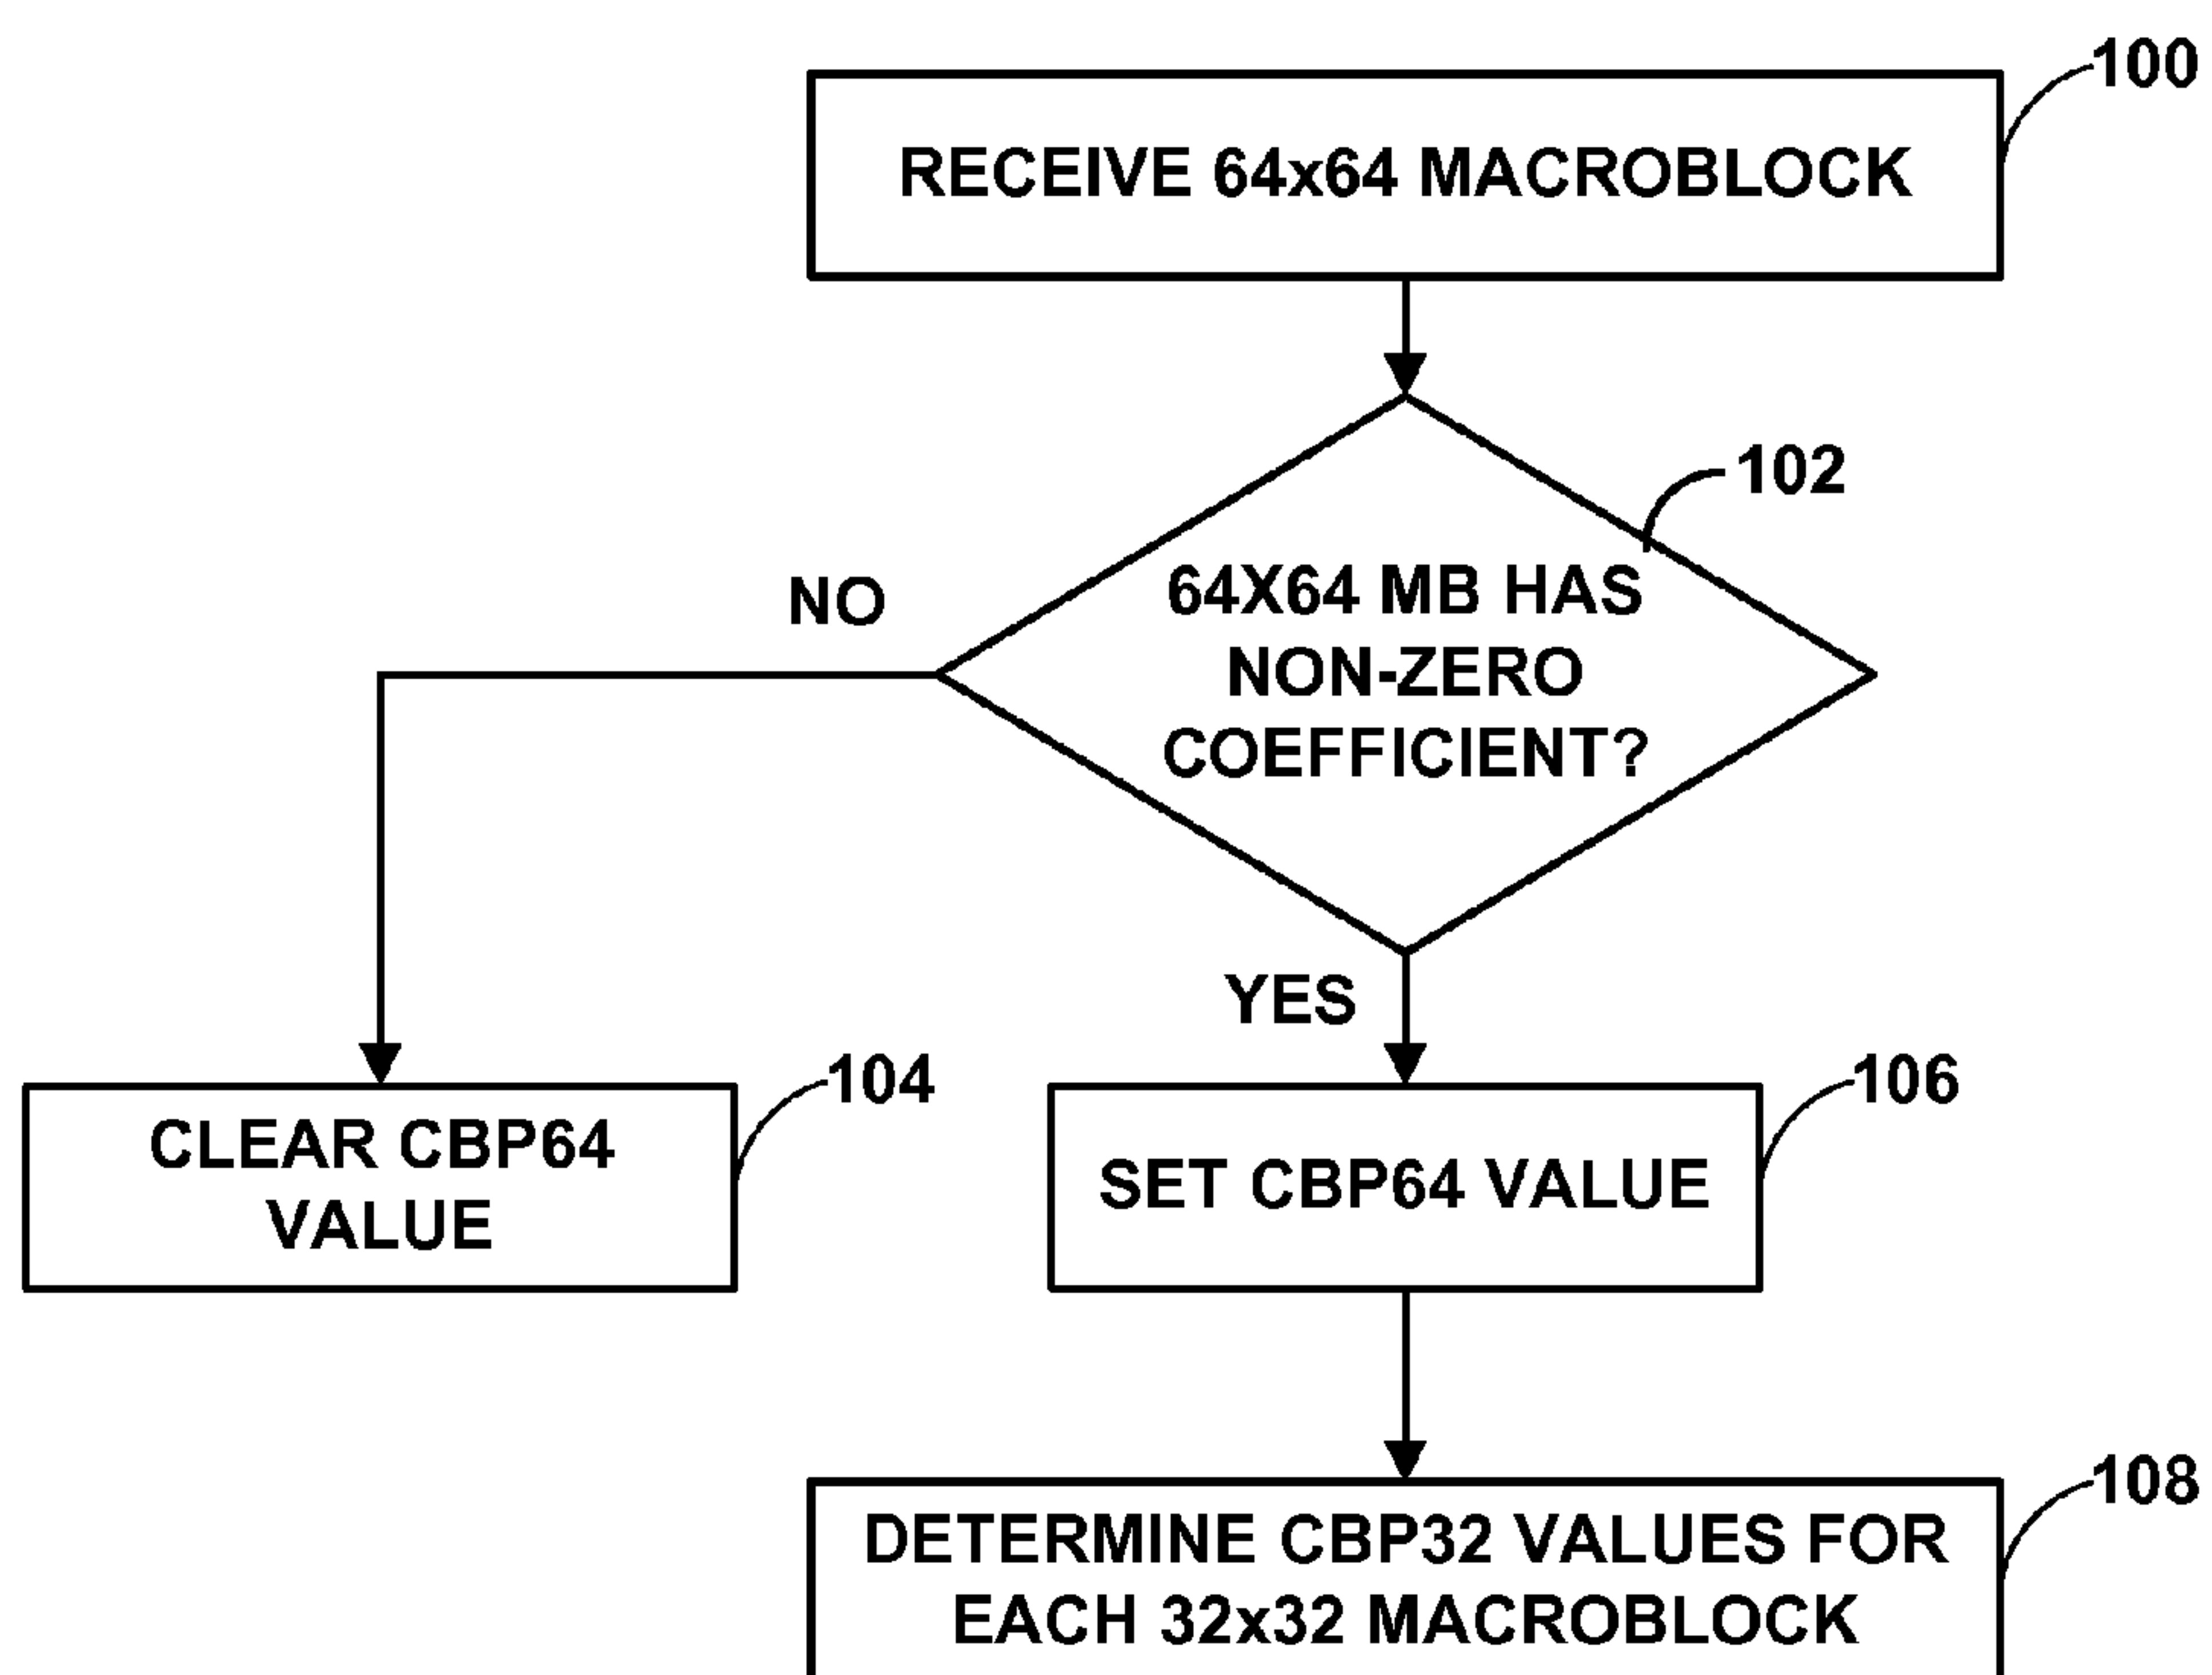 100
RECEIVE 64x64 MACROBLOCK
102
64X64 MB HAS
NON-ZERO
COEFFICIENT?
NO
YES
104
CLEAR CBP64
VALUE
106
SET CBP64 VALUE
108
DETERMINE CBP32 VALUES FOR
EACH 32x32 MACROBLOCK